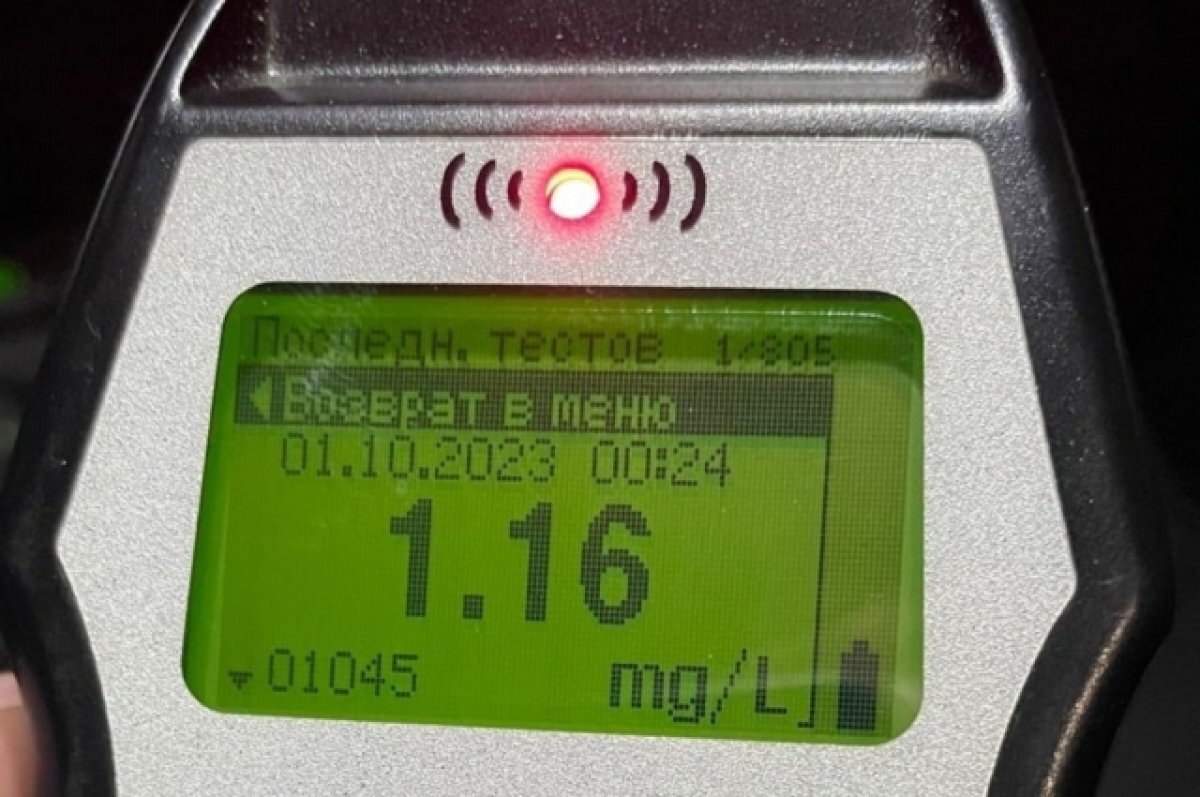 Последн. тестов 1/805
Возврат в меню
01.10.2023 00:24
1.16
01045 mg/L